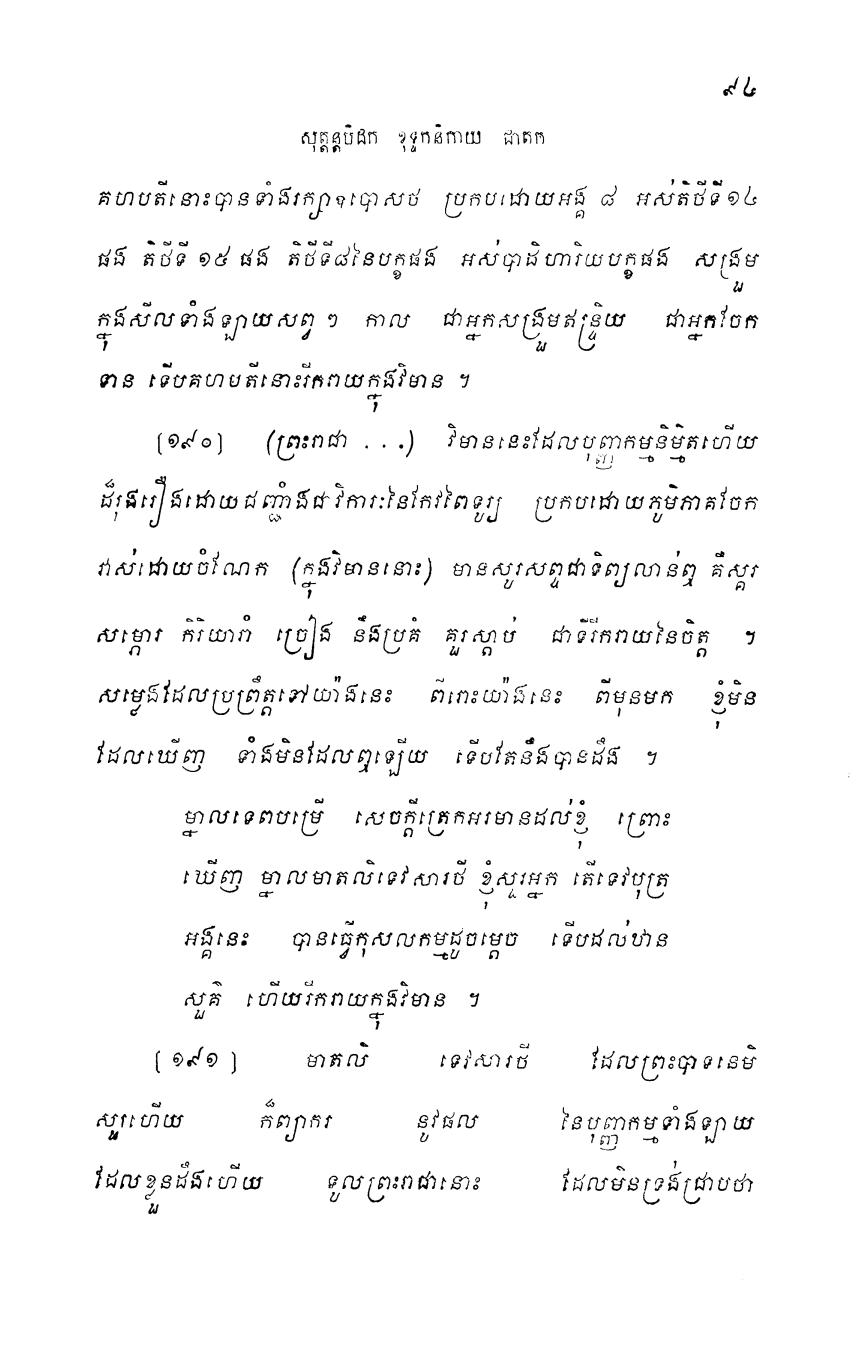 ៩៤
សុត្តន្តបិដក ខុទ្ទកនិកាយ ជាតក
គហបតីនោះបានទាំងរក្សាឧបោសថ ប្រកបដោយអង្គ ៨ អស់តិថីទី ១៤
ផង តិថីទី ១៥ ផង តិថីទី៨នៃបក្ខផង អស់បាដិហារិយបក្ខផង សង្រួម
ក្នុងសីលទាំងឡាយសព្វ ៗ កាល ជាអ្នកសង្រួមឥន្ទ្រិយ ជាអ្នកចែក
ទាន ទើបគហបតីនោះរីករាយក្នុងវិមាន ។
[១៩០] (ព្រះរាជា . . .) វិមាននេះដែលបុញ្ញកម្មនិម្មិតហើយ
ដ៏រុងរឿងដោយជញ្ជាំងជាវិការៈនៃកែវពៃទូរ្យ ប្រកបដោយភូមិភាគចែក
រាស់ដោយចំណែក (ក្នុងវិមាននោះ) មានសូរសព្ទជាទិព្យលាន់ឮ គឺស្គរ
សម្ភោរ កិរិយារាំ ច្រៀង នឹងប្រគំ គួរស្តាប់ ជាទីរីករាយនៃចិត្ត ។
សម្លេងដែលប្រព្រឹត្តទៅយ៉ាងនេះ ពីរោះយ៉ាងនេះ ពីមុនមក ខ្ញុំមិន
ដែលឃើញ ទាំងមិនដែលឮឡើយ ទើបតែនឹងបានដឹង ។
ម្នាលទេពបម្រើ សេចក្តីត្រេកអរមានដល់ខ្ញុំ ព្រោះ
ឃើញ ម្នាលមាតលិទេវសារថី ខ្ញុំសួរអ្នក តើទេវបុត្រ
អង្គនេះ បានធ្វើកុសលកម្មដូចម្តេច ទើបដល់ឋាន
សួគ៌ ហើយរីករាយក្នុងវិមាន ។
[១៩១] មាតលិ ទេវសារថី ដែលព្រះបាទនេមិ
សួរហើយ ក៏ព្យាករ នូវផល នៃបុញ្ញកម្មទាំងឡាយ
ដែលខ្លួនដឹងហើយ ទូលព្រះរាជានោះ ដែលមិនទ្រង់ជ្រាបថា